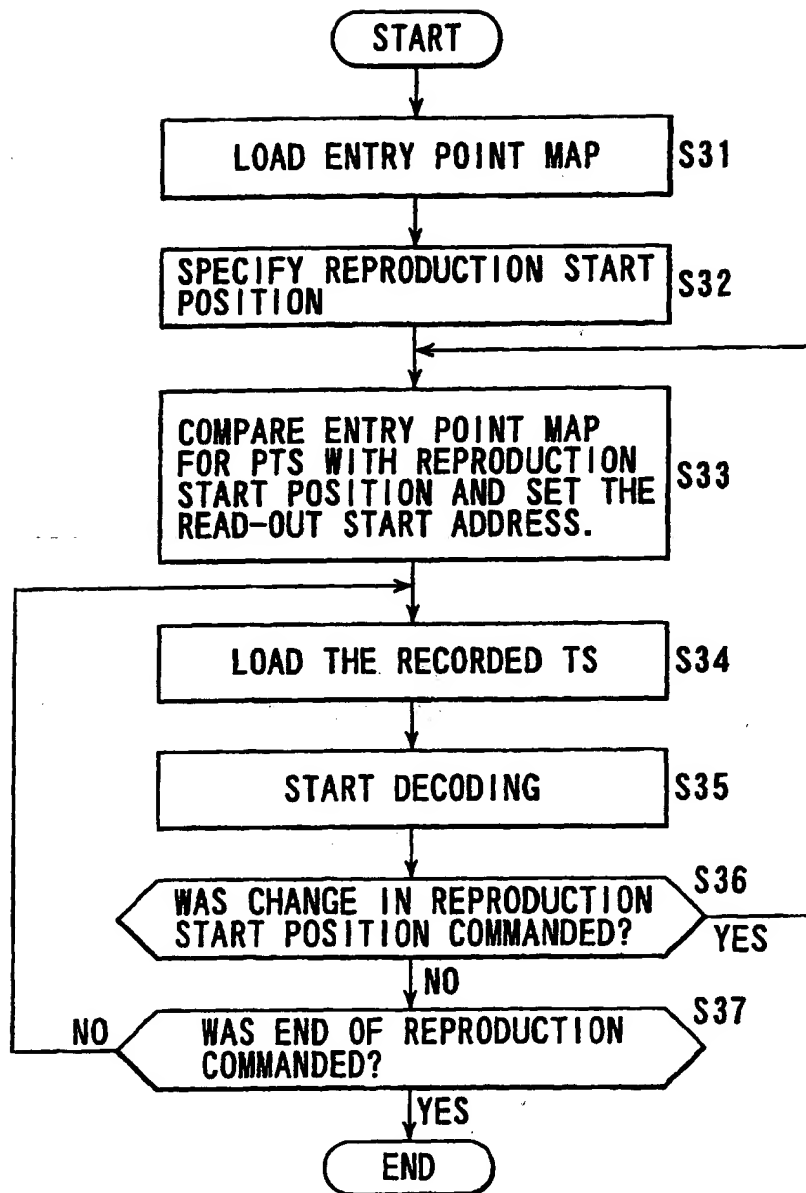 START
LOAD ENTRY POINT MAP
S31
SPECIFY REPRODUCTION START
POSITION
S32
COMPARE ENTRY POINT MAP
FOR PTS WITH REPRODUCTION
START POSITION AND SET THE
READ-OUT START ADDRESS.
S33
LOAD THE RECORDED TS
S34
START DECODING
S35
WAS CHANGE IN REPRODUCTION
START POSITION COMMANDED?
S36
YES
NO
WAS END OF REPRODUCTION
COMMANDED?
S37
NO
YES
END